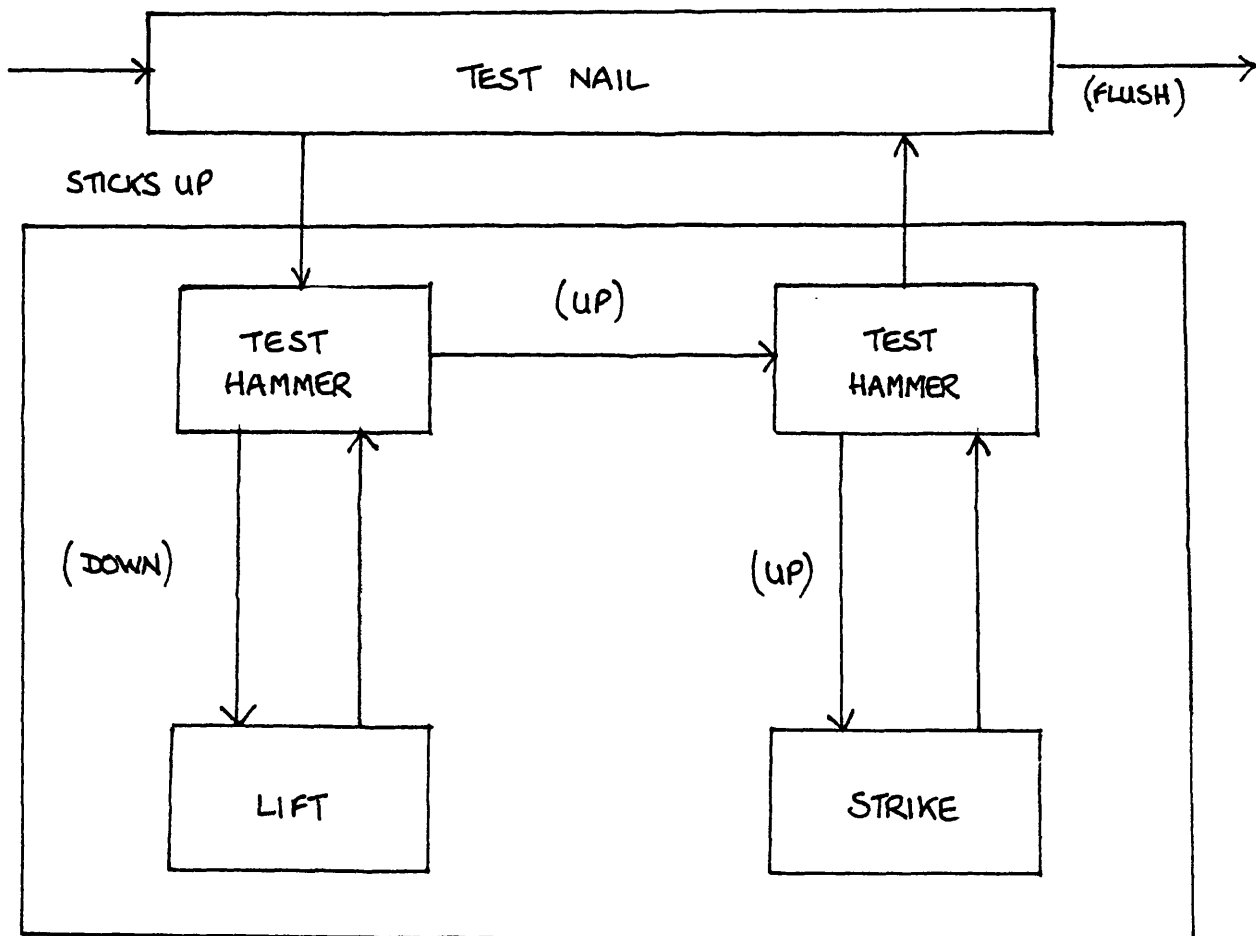 TEST NAIL
(FLUSH)
STICKS UP
(UP)
TEST
HAMMER
TEST
HAMMER
(DOWN)
(UP)
LIFT
STRIKE